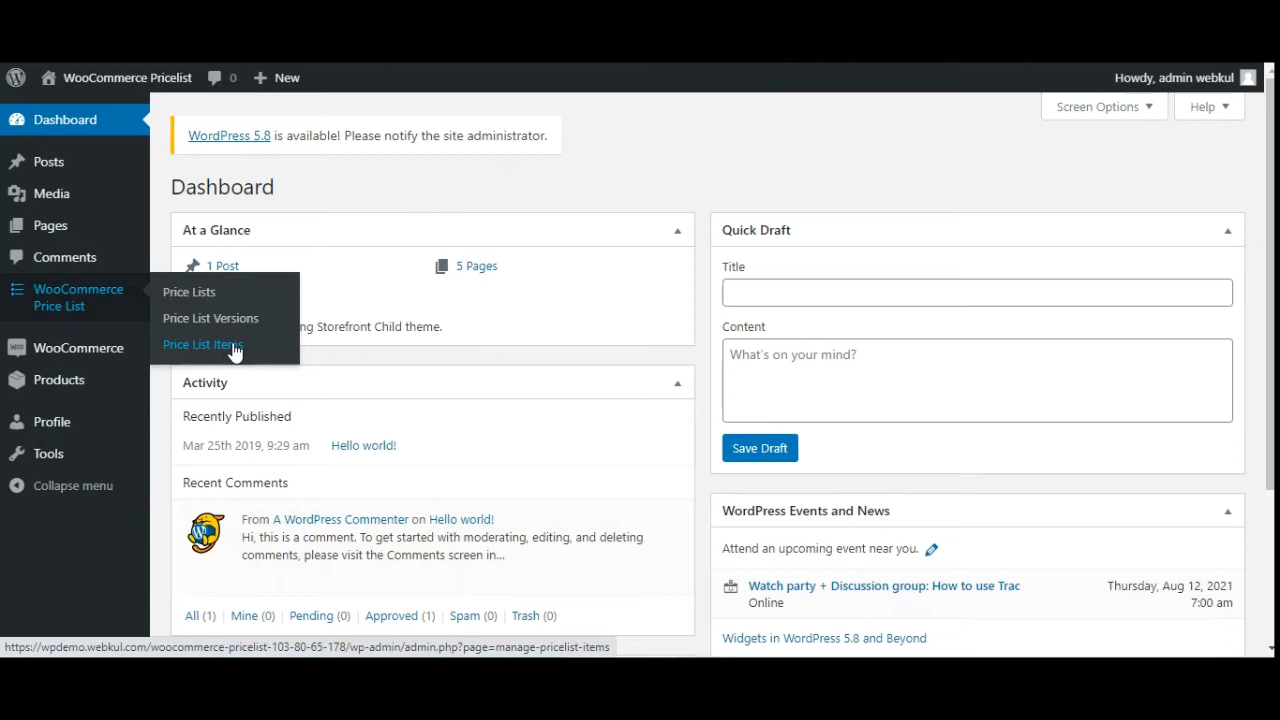 WooCommerce Pricelist 0 New Howdy, admin webkul
Dashboard
Posts
Media
Pages
Comments
WooCommerce
Price List
WooCommerce
Products
Profile
Tools
Collapse menu
Price Lists
Price List Versions
Price List Items
Screen Options Help
WordPress 5.8 is available! Please notify the site administrator.
Dashboard
At a Glance
1 Post 5 Pages
ng Storefront Child theme.
Activity
Recently Published
Mar 25th 2019, 9:29 am Hello world!
Recent Comments
From A WordPress Commenter on Hello world!
Hi, this is a comment. To get started with moderating, editing, and deleting
comments, please visit the Comments screen in...
All (1) Mine (0) Pending (0) Approved (1) Spam (0) Trash (0)
Quick Draft
Title
Content
What's on your mind?
Save Draft
WordPress Events and News
Attend an upcoming event near you.
Watch party + Discussion group: How to use Trac Thursday, Aug 12, 2021
Online 7:00 am
Widgets in WordPress 5.8 and Beyond
https://wpdemo.webkul.com/woocommerce-pricelist-103-80-65-178/wp-admin/admin.php?page=manage-pricelist-items